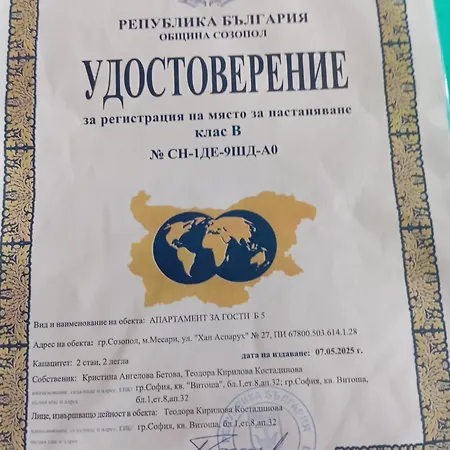 РЕПУБЛИКА БЪЛГАРИЯ
ОБЩИНА СОЗОПОЛ
УДОСТОВЕРЕНИЕ
за регистрация на място за настаняване
клас В
№ СН-1ДЕ-9ШД-А0
Вид и наименование на обекта: АПАРТАМЕНТ ЗА ГОСТИ Б 5
Адрес на обекта: гр.Созопол, м.Месари, ул. "Хан Аспарух" № 27, ПИ 67800.503.614.1.28
Капацитет: 2 стаи, 2 легла
дата на издаване: 07.05.2025 г.
Собственик: Кристина Ангелова Бетова, Теодора Кирилова Костадинова
гр.София, кв. "Витоша", бл.1,ет.8,ап.32; гр.София, кв. Витоша,
бл.1,ет.8,ап.32
Лице, извършващо дейност в обекта: Теодора Кирилова Костадинова
гр.София, кв. Витоша, бл.1,ет.8,ап.32